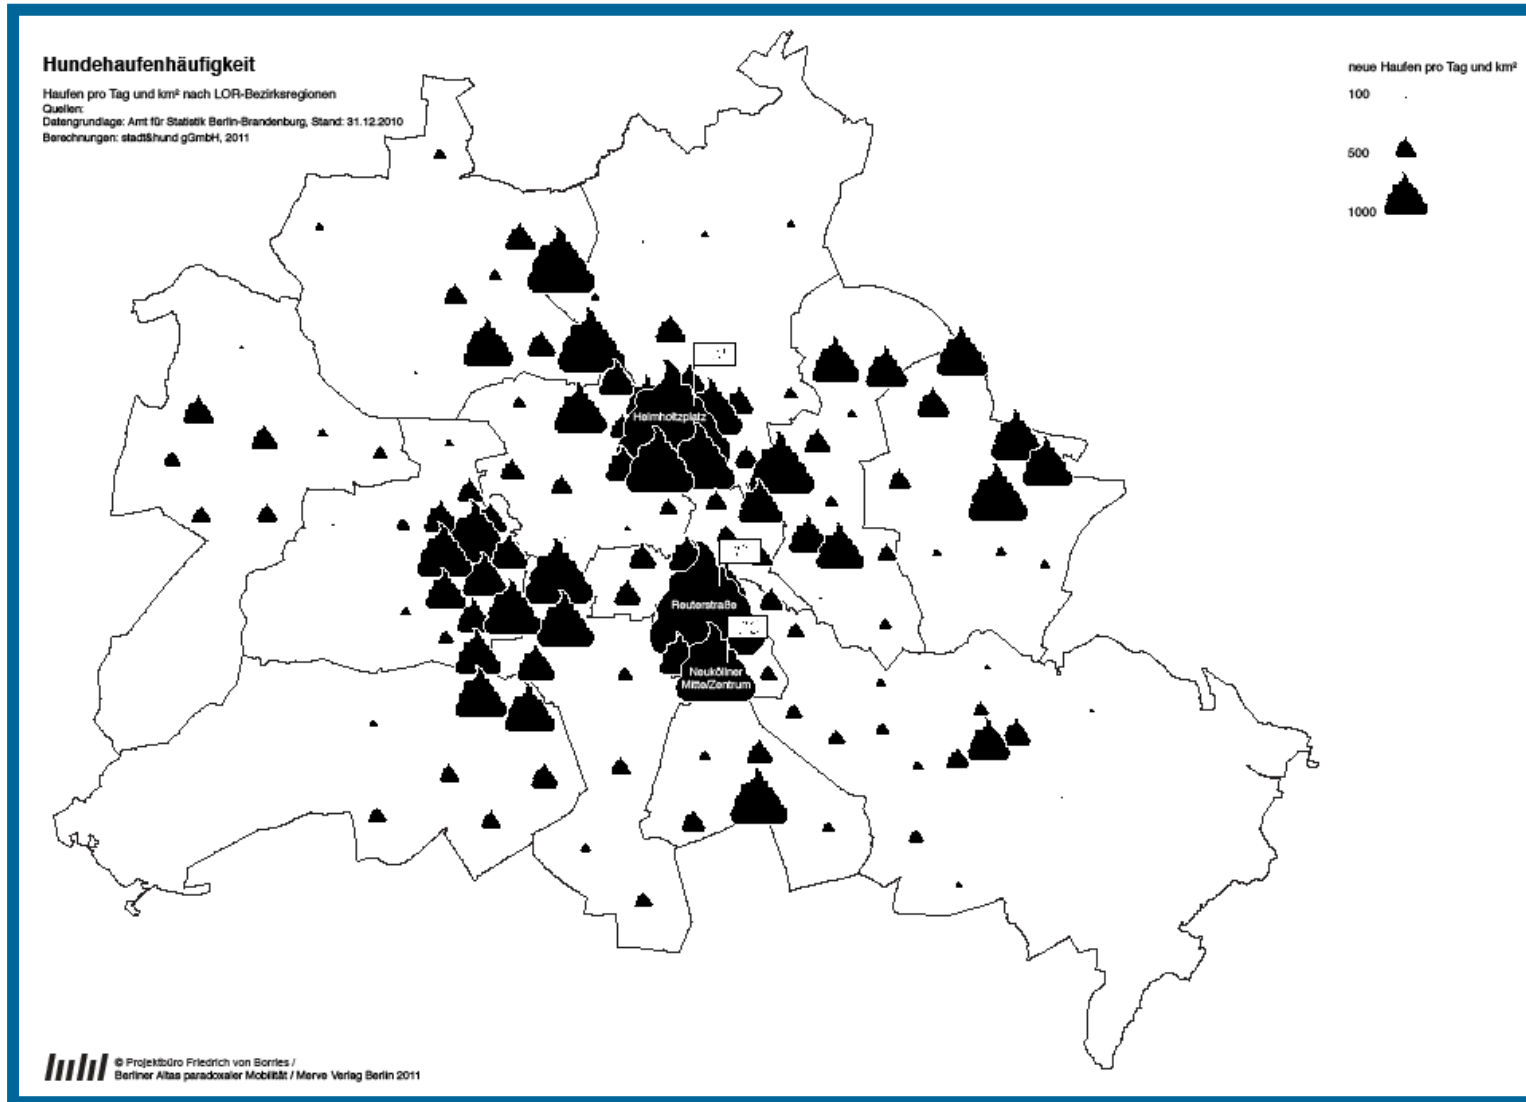 Hundehaufenhäufigkeit
Haufen pro Tag und km² nach LOR-Bezirksregionen
Quellen:
Datengrundlage: Amt für Statistik Berlin-Brandenburg, Stand: 31.12.2010
Berechnungen: stadt&hund gGmbH, 2011
neue Haufen pro Tag und km²
100
500
1000
Helmholtzplatz
Reuterstraße
Neuköllner
Mitte/Zentrum
© Projektbüro Friedrich von Borries /
Berliner Atlas paradoxaler Mobilität / Merve Verlag Berlin 2011